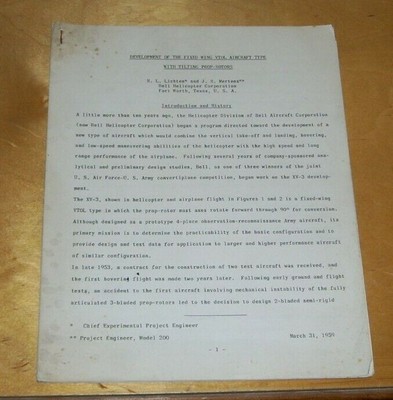 DEVELOPMENT OF THE FIXED-WING VTOL AIRCRAFT TYPE
WITH TILTING PROP-ROTORS
R. L. Lichten* and J. F. Mertens**
Bell Helicopter Corporation
Fort Worth, Texas, U. S. A.
Introduction and History
A little more than ten years ago, the Helicopter Division of Bell Aircraft Corporation
(now Bell Helicopter Corporation) began a program directed toward the development of a
new type of aircraft which would combine the vertical take-off and landing, hovering,
and low-speed maneuvering abilities of the helicopter with the high speed and long
range performance of the airplane. Following several years of company-sponsored ana-
lytical and preliminary design studies, Bell, as one of three winners of the joint
U. S. Air Force-U. S. Army convertiplane competition, began work on the XV-3 develop-
ment.
The XV-3, shown in helicopter and airplane flight in Figures 1 and 2 is a fixed-wing
VTOL type in which the prop-rotor mast axes rotate forward through 90° for conversion.
Although designed as a prototype 4-place observation-reconnaissance Army aircraft, its
primary mission is to determine the practicability of the basic configuration and to
provide design and test data for application to larger and higher performance aircraft
of similar configuration.
In late 1953, a contract for the construction of two test aircraft was received, and
the first hovering flight was made two years later. Following early ground and flight
tests, an accident to the first aircraft involving mechanical instability of the fully
articulated 3-bladed prop-rotors led to the decision to design 2-bladed semi-rigid
* Chief Experimental Project Engineer
** Project Engineer, Model 200
March 31, 1959
- 1 -